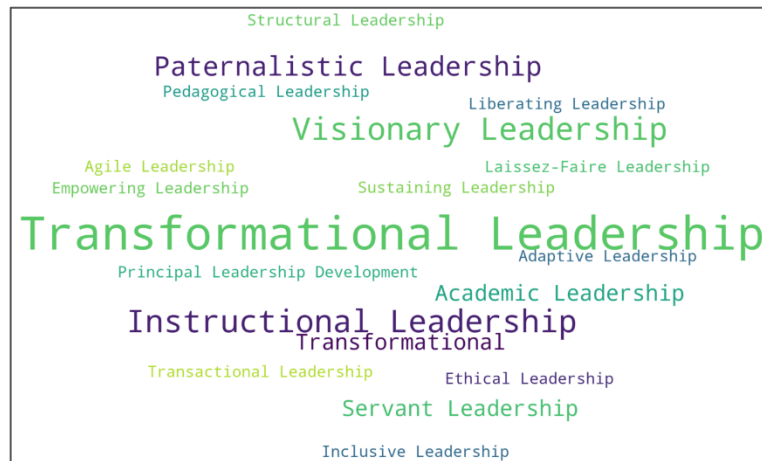 Structural Leadership
Paternalistic Leadership
Pedagogical Leadership
Liberating Leadership
Visionary Leadership
Agile Leadership
Laissez-Faire Leadership
Empowering Leadership
Sustaining Leadership
Transformational Leadership
Adaptive Leadership
Principal Leadership Development
Academic Leadership
Instructional Leadership
Transformational
Transactional Leadership
Ethical Leadership
Servant Leadership
Inclusive Leadership